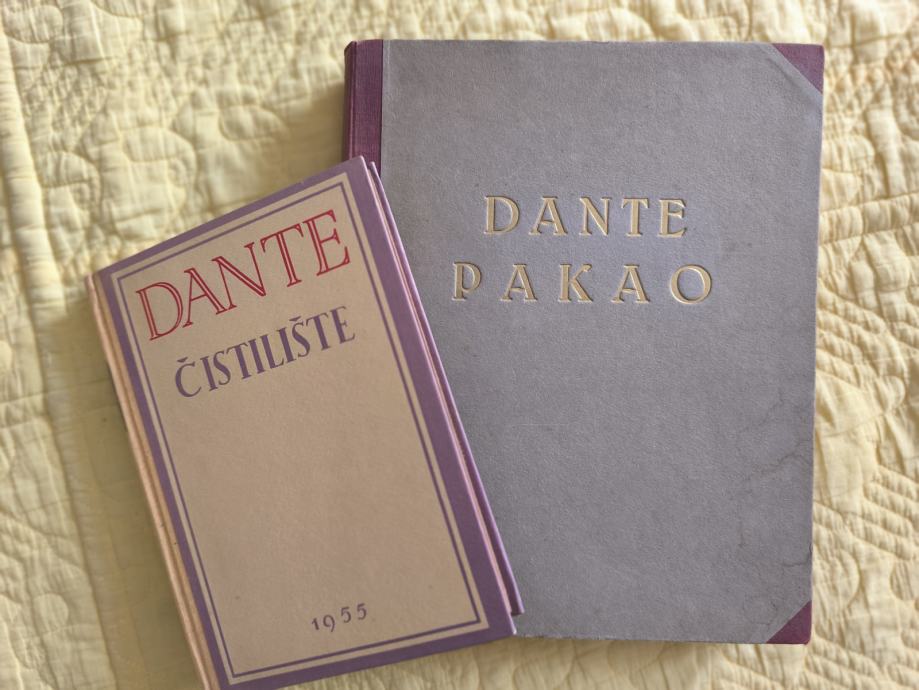 DANTE
PAKAO
DANTE
ČISTILIŠTE
1955